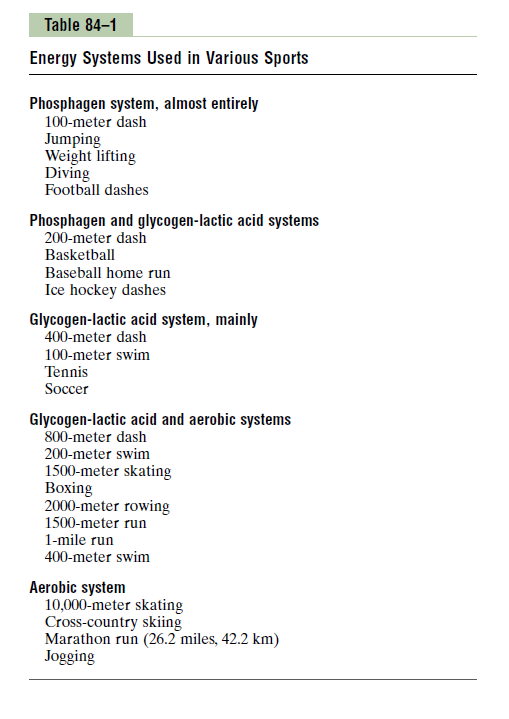 Table 84–1
Energy Systems Used in Various Sports
Phosphagen system, almost entirely
100-meter dash
Jumping
Weight lifting
Diving
Football dashes
Phosphagen and glycogen-lactic acid systems
200-meter dash
Basketball
Baseball home run
Ice hockey dashes
Glycogen-lactic acid system, mainly
400-meter dash
100-meter swim
Tennis
Soccer
Glycogen-lactic acid and aerobic systems
800-meter dash
200-meter swim
1500-meter skating
Boxing
2000-meter rowing
1500-meter run
1-mile run
400-meter swim
Aerobic system
10,000-meter skating
Cross-country skiing
Marathon run (26.2 miles, 42.2 km)
Jogging